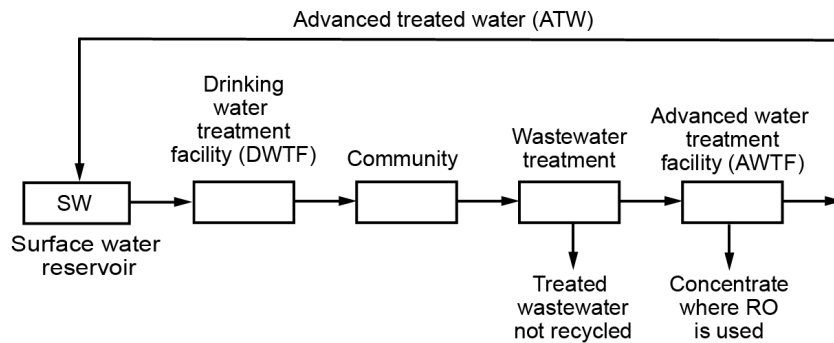 Advanced treated water (ATW)
Drinking
water
treatment
facility (DWTF)
Community
Wastewater
treatment
Advanced water
treatment
facility (AWTF)
SW
Surface water
reservoir
Treated
wastewater
not recycled
Concentrate
where RO
is used